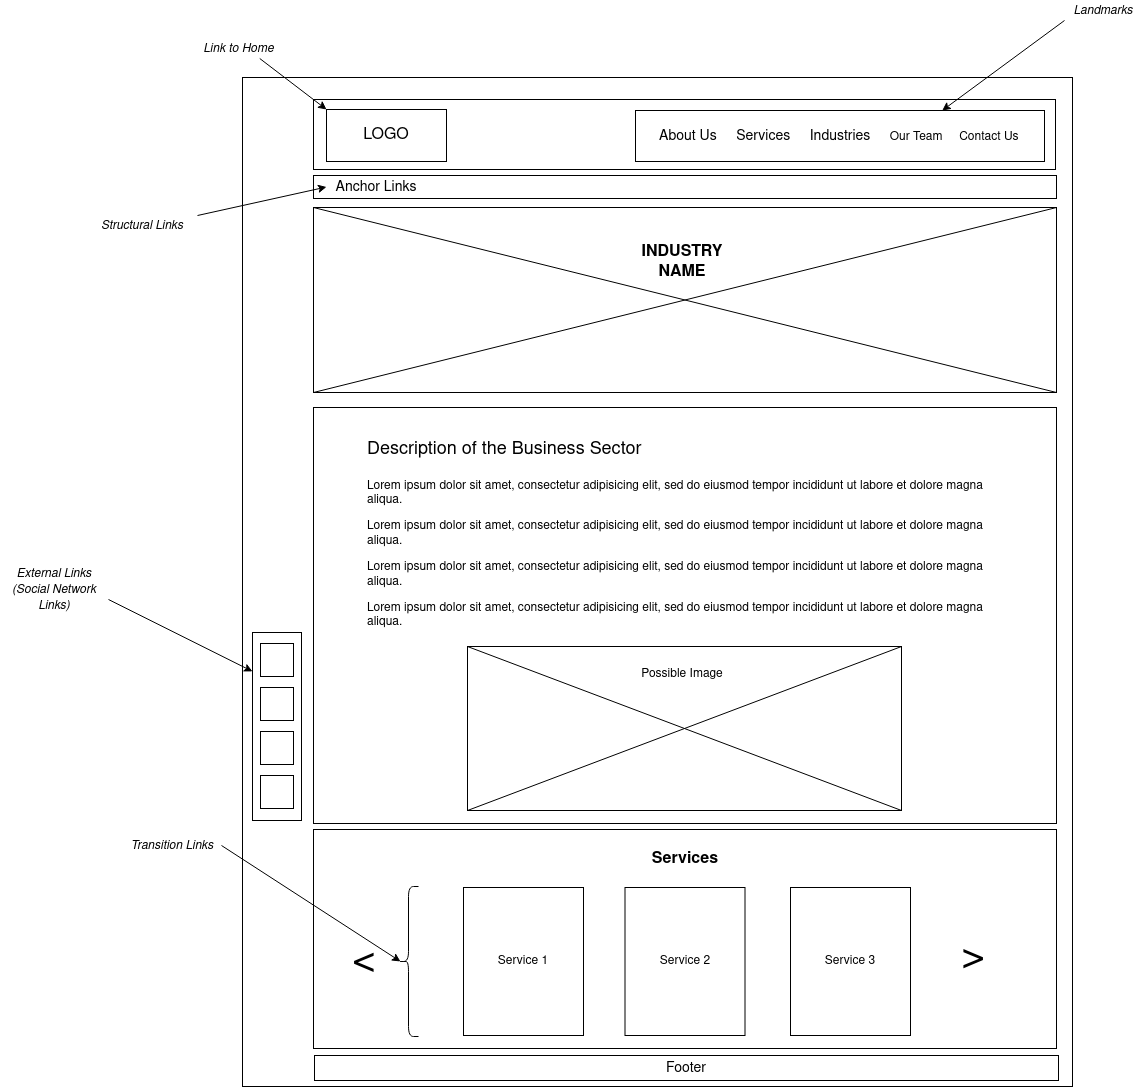 Landmarks
Link to Home
LOGO
About Us Services Industries Our Team Contact Us
Anchor Links
Structural Links
INDUSTRY
NAME
Description of the Business Sector
Lorem ipsum dolor sit amet, consectetur adipisicing elit, sed do eiusmod tempor incididunt ut labore et dolore magna
aliqua.
Lorem ipsum dolor sit amet, consectetur adipisicing elit, sed do eiusmod tempor incididunt ut labore et dolore magna
aliqua.
Lorem ipsum dolor sit amet, consectetur adipisicing elit, sed do eiusmod tempor incididunt ut labore et dolore magna
aliqua.
Lorem ipsum dolor sit amet, consectetur adipisicing elit, sed do eiusmod tempor incididunt ut labore et dolore magna
aliqua.
External Links
(Social Network
Links)
Possible Image
Transition Links
Services
<
Service 1
Service 2
Service 3
>
Footer